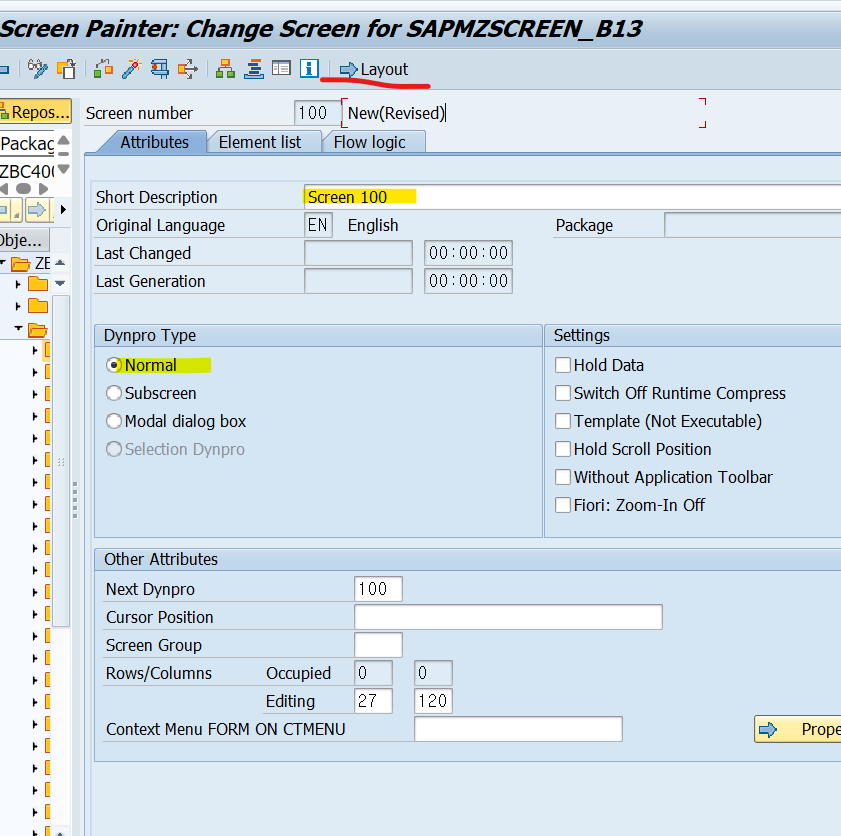 Screen Painter: Change Screen for SAPMZSCREEN_B13
Layout
Repos...
Packag
ZBC400
Obje...
ZE
Screen number 100 New(Revised)
Attributes Element list Flow logic
Short Description Screen 100
Original Language EN English Package
Last Changed 00:00:00
Last Generation 00:00:00
Dynpro Type Settings
Normal Hold Data
Subscreen Switch Off Runtime Compress
Modal dialog box Template (Not Executable)
Selection Dynpro Hold Scroll Position
Without Application Toolbar
Fiori: Zoom-In Off
Other Attributes
Next Dynpro 100
Cursor Position
Screen Group
Rows/Columns Occupied 0 0
Editing 27 120
Context Menu FORM ON CTMENU Prope